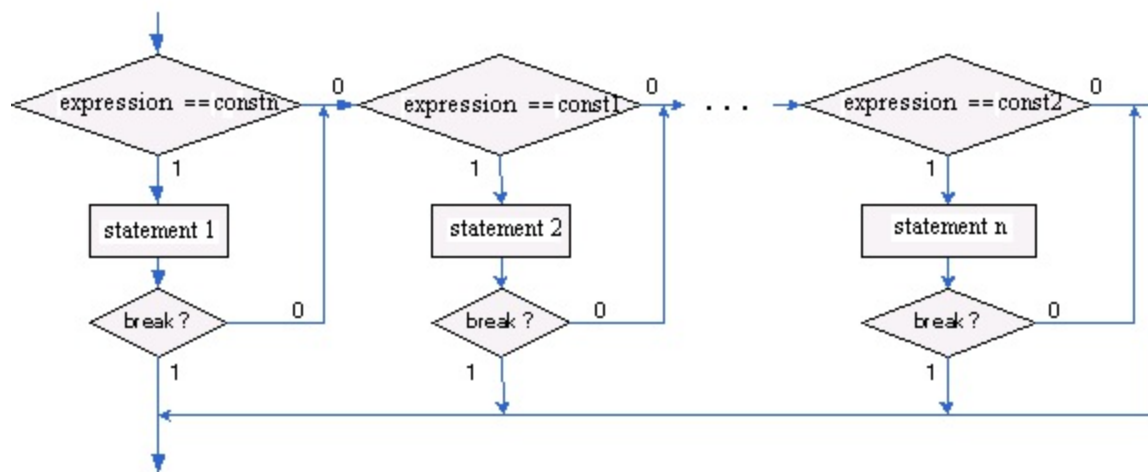 0
0
0
expression ==constn
expression ==const1
. . .
expression ==const2
1
1
1
statement 1
statement 2
statement n
0
0
0
break ?
break ?
break ?
1
1
1